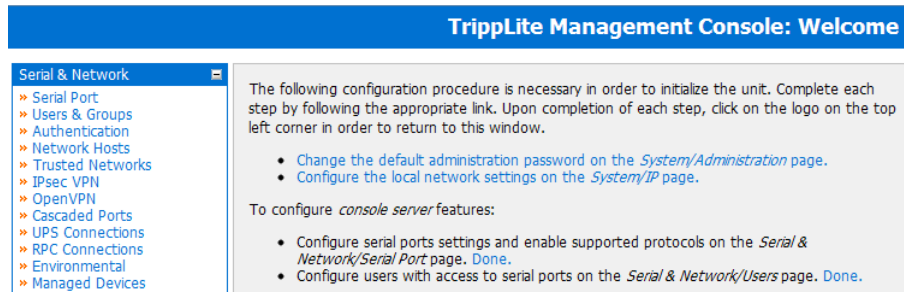 TrippLite Management Console: Welcome
Serial & Network
» Serial Port
» Users & Groups
» Authentication
» Network Hosts
» Trusted Networks
» IPsec VPN
» OpenVPN
» Cascaded Ports
» UPS Connections
» RPC Connections
» Environmental
» Managed Devices
The following configuration procedure is necessary in order to initialize the unit. Complete each
step by following the appropriate link. Upon completion of each step, click on the logo on the top
left corner in order to return to this window.
• Change the default administration password on the System/Administration page.
• Configure the local network settings on the System/IP page.
To configure console server features:
• Configure serial ports settings and enable supported protocols on the Serial &
Network/Serial Port page. Done.
• Configure users with access to serial ports on the Serial & Network/Users page. Done.